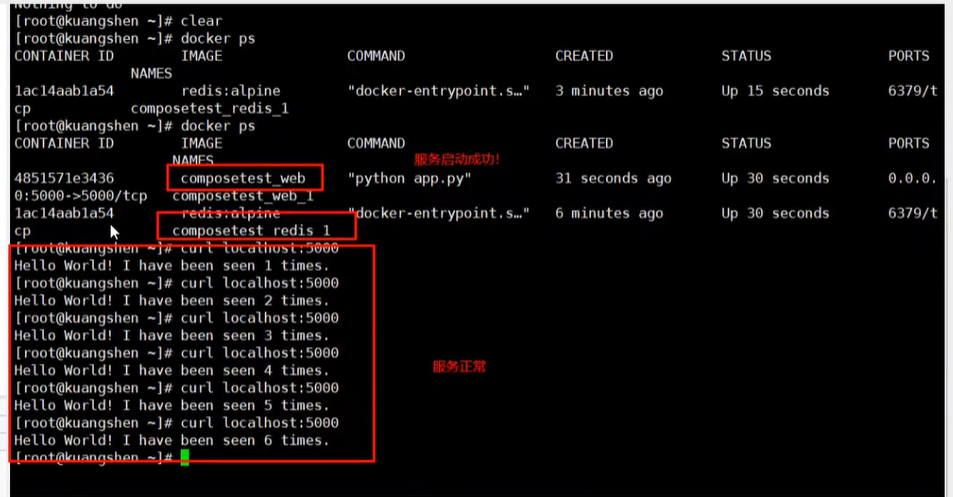 Nothing to do
[root@kuangshen ~]# clear
[root@kuangshen ~]# docker ps
CONTAINER ID IMAGE COMMAND CREATED STATUS PORTS
NAMES
1ac14aab1a54 redis:alpine "docker-entrypoint.s…" 3 minutes ago Up 15 seconds 6379/t
cp composetest_redis_1
[root@kuangshen ~]# docker ps
CONTAINER ID IMAGE COMMAND CREATED STATUS PORTS
NAMES 服务启动成功!
4851571e3436 composetest_web "python app.py" 31 seconds ago Up 30 seconds 0.0.0.
0:5000->5000/tcp composetest_web_1
1ac14aab1a54 redis:alpine "docker-entrypoint.s…" 6 minutes ago Up 30 seconds 6379/t
cp composetest_redis_1
[root@kuangshen ~]# curl localhost:5000
Hello World! I have been seen 1 times.
[root@kuangshen ~]# curl localhost:5000
Hello World! I have been seen 2 times.
[root@kuangshen ~]# curl localhost:5000
Hello World! I have been seen 3 times.
[root@kuangshen ~]# curl localhost:5000
Hello World! I have been seen 4 times.
服务正常
[root@kuangshen ~]# curl localhost:5000
Hello World! I have been seen 5 times.
[root@kuangshen ~]# curl localhost:5000
Hello World! I have been seen 6 times.
[root@kuangshen ~]#